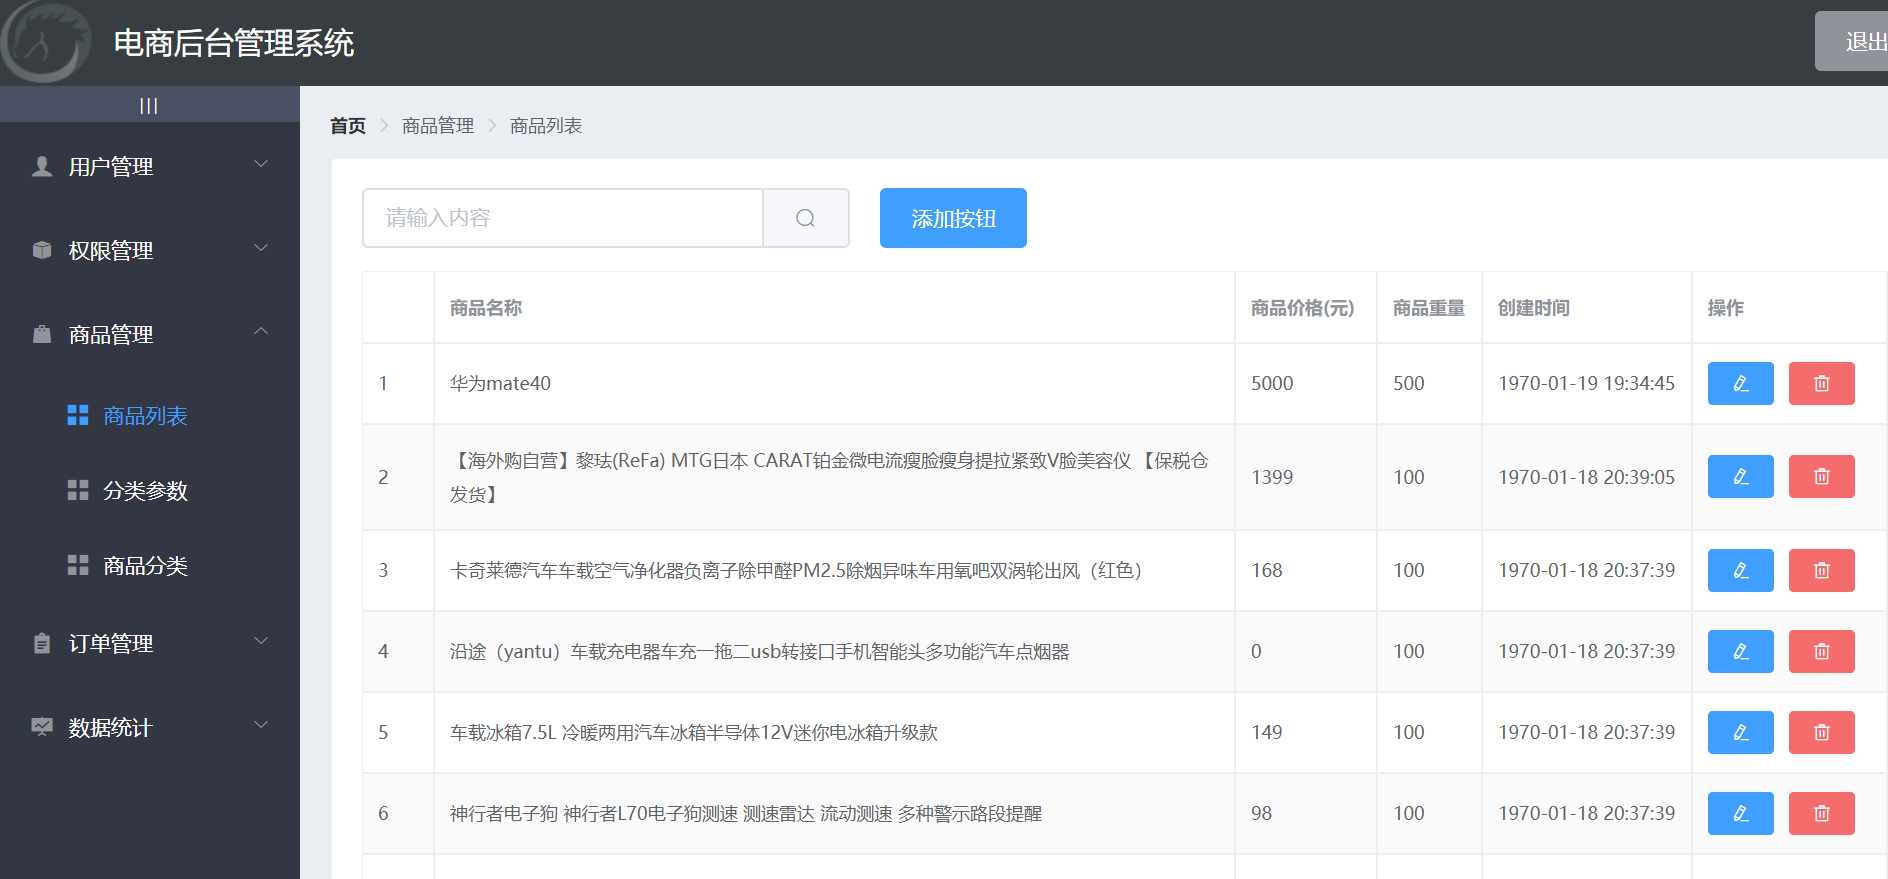 电商后台管理系统
退出
|||
首页 > 商品管理 > 商品列表
用户管理
权限管理
商品管理
商品列表
分类参数
商品分类
订单管理
数据统计
请输入内容
添加按钮
商品名称 商品价格(元) 商品重量 创建时间 操作
1 华为mate40 5000 500 1970-01-19 19:34:45
2 【海外购自营】黎珐(ReFa) MTG日本 CARAT铂金微电流瘦脸瘦身提拉紧致V脸美容仪 【保税仓
发货】 1399 100 1970-01-18 20:39:05
3 卡奇莱德汽车车载空气净化器负离子除甲醛PM2.5除烟异味车用氧吧双涡轮出风（红色） 168 100 1970-01-18 20:37:39
4 沿途（yantu）车载充电器车充一拖二usb转接口手机智能头多功能汽车点烟器 0 100 1970-01-18 20:37:39
5 车载冰箱7.5L 冷暖两用汽车冰箱半导体12V迷你电冰箱升级款 149 100 1970-01-18 20:37:39
6 神行者电子狗 神行者L70电子狗测速 测速雷达 流动测速 多种警示路段提醒 98 100 1970-01-18 20:37:39